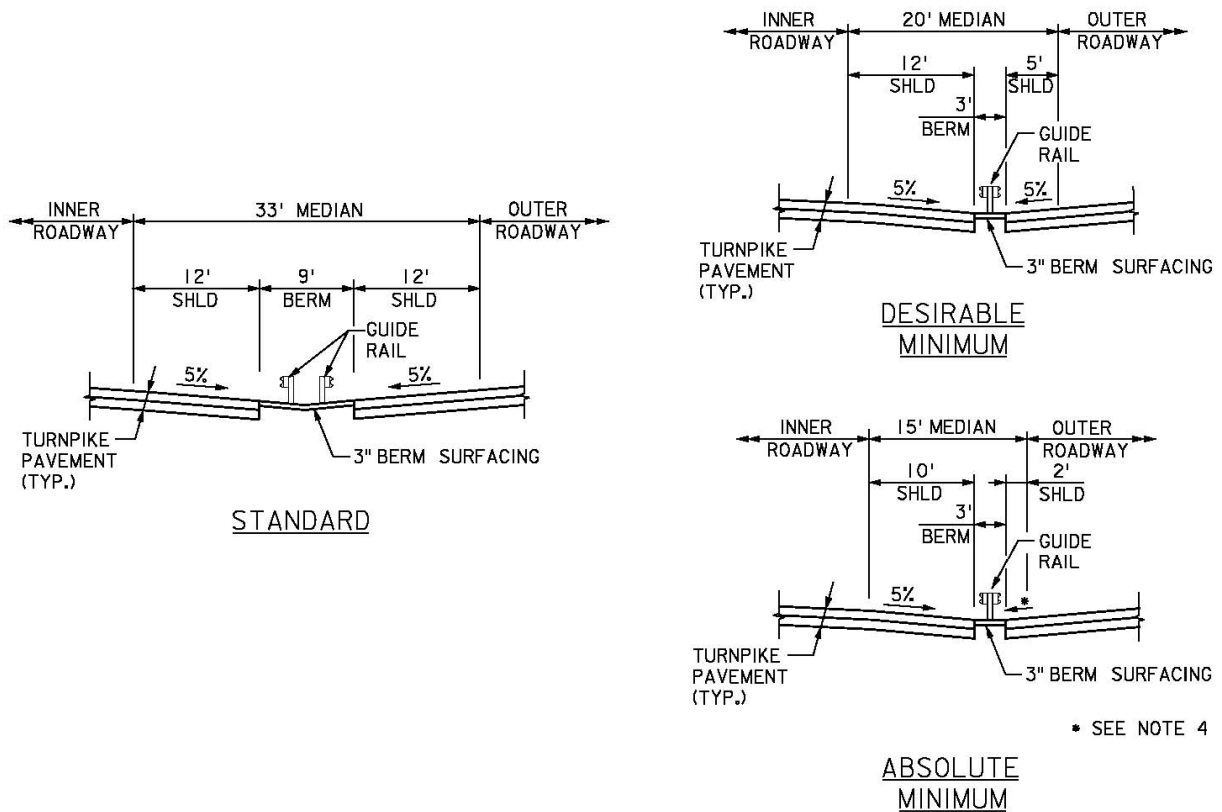 INNER
ROADWAY
33' MEDIAN
OUTER
ROADWAY
12'
SHLD
9'
BERM
12'
SHLD
GUIDE
RAIL
5%
5%
TURNPIKE
PAVEMENT
(TYP.)
3" BERM SURFACING
STANDARD
INNER
ROADWAY
20' MEDIAN
OUTER
ROADWAY
12'
SHLD
5'
SHLD
3'
BERM
GUIDE
RAIL
5%
5%
TURNPIKE
PAVEMENT
(TYP.)
3" BERM SURFACING
DESIRABLE
MINIMUM
INNER
ROADWAY
15' MEDIAN
OUTER
ROADWAY
10'
SHLD
2'
SHLD
3'
BERM
GUIDE
RAIL
5%
*
TURNPIKE
PAVEMENT
(TYP.)
3" BERM SURFACING
* SEE NOTE 4
ABSOLUTE
MINIMUM